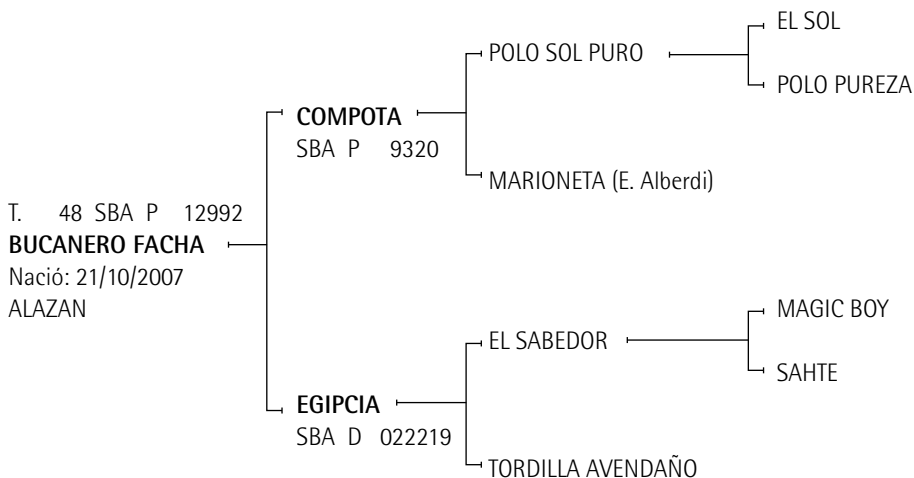 EL SOL
POLO SOL PURO
POLO PUREZA
COMPOTA
SBA P 9320
MARIONETA (E. Alberdi)
T. 48 SBA P 12992
BUCANERO FACHA
Nació: 21/10/2007
ALAZAN
MAGIC BOY
EL SABEDOR
SAHTE
EGIPCIA
SBA D 022219
TORDILLA AVENDAÑO